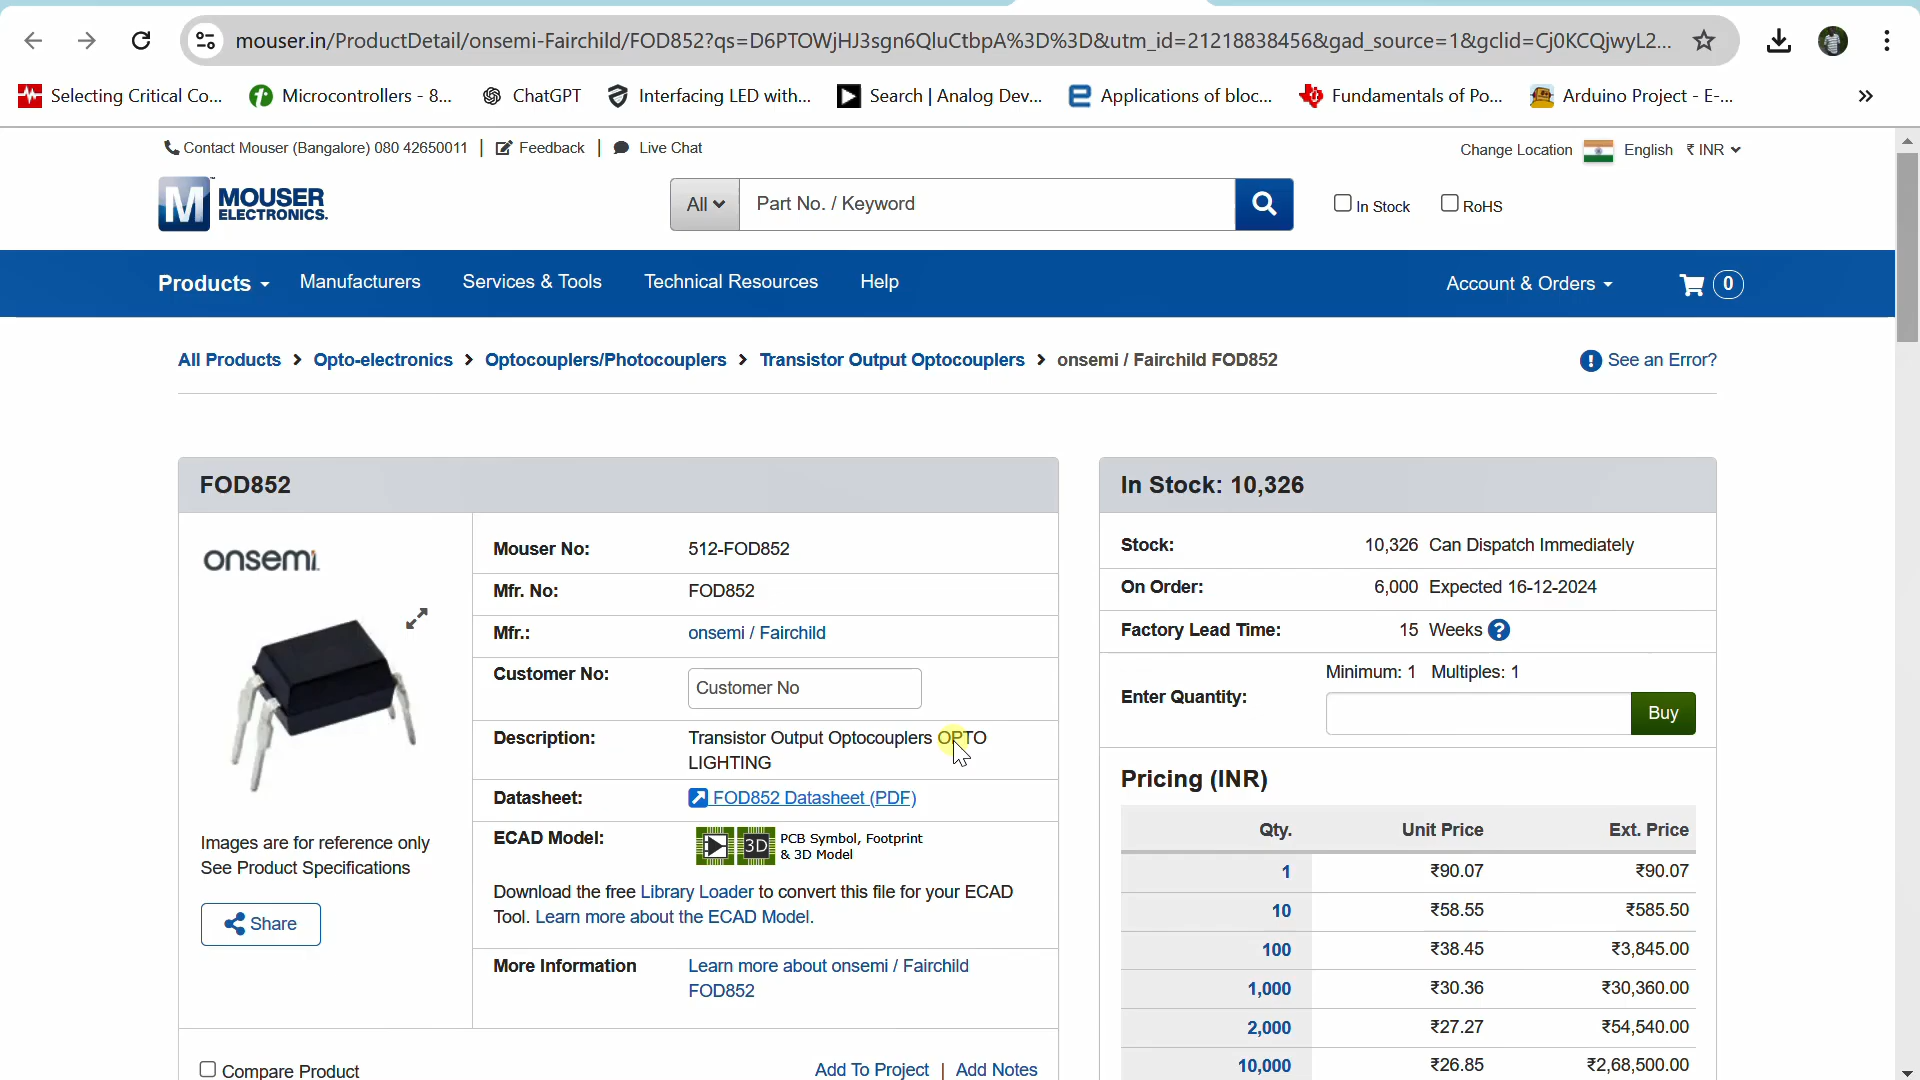 mouser.in/ProductDetail/onsemi-Fairchild/FOD852?qs=D6PTOWjHJ3sgn6QluCtbpA%3D%3D&utm_id=21218838456&gad_source=1&gclid=Cj0KCQjwyL2...
Selecting Critical Co... Microcontrollers - 8... ChatGPT Interfacing LED with... Search | Analog Dev... Applications of bloc... Fundamentals of Po... Arduino Project - E-...
Contact Mouser (Bangalore) 080 42650011 | Feedback | Live Chat
Change Location English ₹ INR
M MOUSER
ELECTRONICS.
All Part No. / Keyword
In Stock RoHS
Products Manufacturers Services & Tools Technical Resources Help Account & Orders 0
All Products > Opto-electronics > Optocouplers/Photocouplers > Transistor Output Optocouplers > onsemi / Fairchild FOD852
See an Error?
FOD852
onsemi
Images are for reference only
See Product Specifications
Share
Mouser No: 512-FOD852
Mfr. No: FOD852
Mfr.: onsemi / Fairchild
Customer No: Customer No
Description: Transistor Output Optocouplers OPTO
LIGHTING
Datasheet: FOD852 Datasheet (PDF)
ECAD Model: 3D PCB Symbol, Footprint
& 3D Model
Download the free Library Loader to convert this file for your ECAD
Tool. Learn more about the ECAD Model.
More Information Learn more about onsemi / Fairchild
FOD852
Compare Product Add To Project | Add Notes
In Stock: 10,326
Stock: 10,326 Can Dispatch Immediately
On Order: 6,000 Expected 16-12-2024
Factory Lead Time: 15 Weeks ?
Minimum: 1 Multiples: 1
Enter Quantity: Buy
Pricing (INR)
Qty. Unit Price Ext. Price
1 ₹90.07 ₹90.07
10 ₹58.55 ₹585.50
100 ₹38.45 ₹3,845.00
1,000 ₹30.36 ₹30,360.00
2,000 ₹27.27 ₹54,540.00
10,000 ₹26.85 ₹2,68,500.00